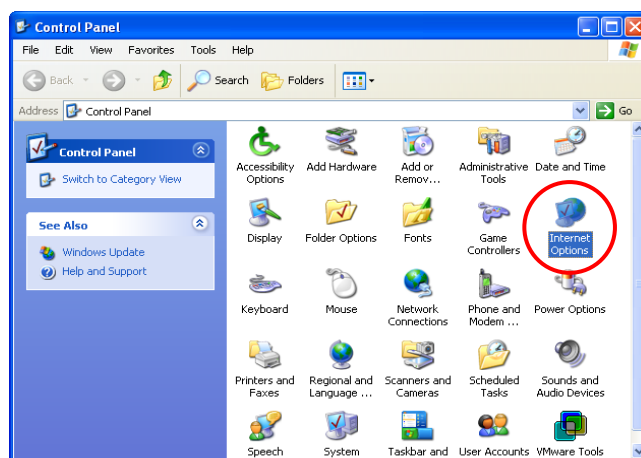 Control Panel
File Edit View Favorites Tools Help
Back Search Folders
Address Control Panel Go
Control Panel
Switch to Category View
See Also
Windows Update
Help and Support
Accessibility Options
Add Hardware
Add or Remov...
Administrative Tools
Date and Time
Display
Folder Options
Fonts
Game Controllers
Internet Options
Keyboard
Mouse
Network Connections
Phone and Modem ...
Power Options
Printers and Faxes
Regional and Language ...
Scanners and Cameras
Scheduled Tasks
Sounds and Audio Devices
Speech
System
Taskbar and
User Accounts
VMware Tools